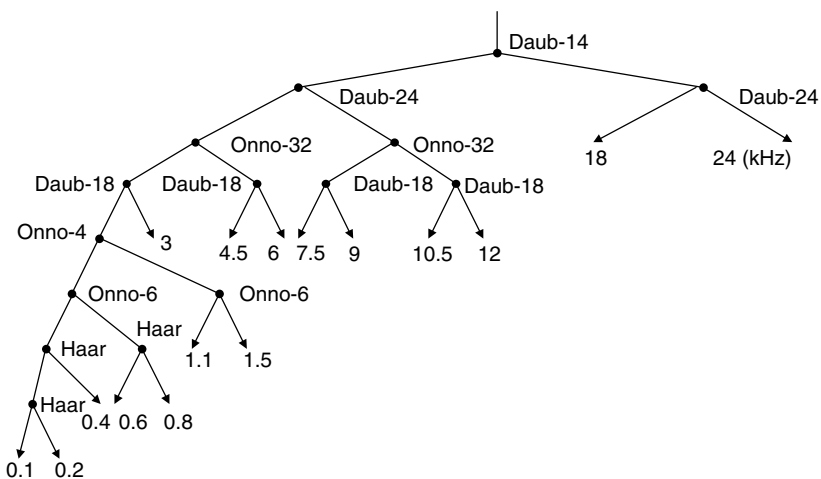 Daub-14
Daub-24
Daub-24
Onno-32
Onno-32
18
24 (kHz)
Daub-18
Daub-18
Daub-18
Daub-18
Onno-4
3
4.5
6
7.5
9
10.5
12
Onno-6
Onno-6
Haar
Haar
1.1
1.5
Haar
0.4
0.6
0.8
0.1
0.2